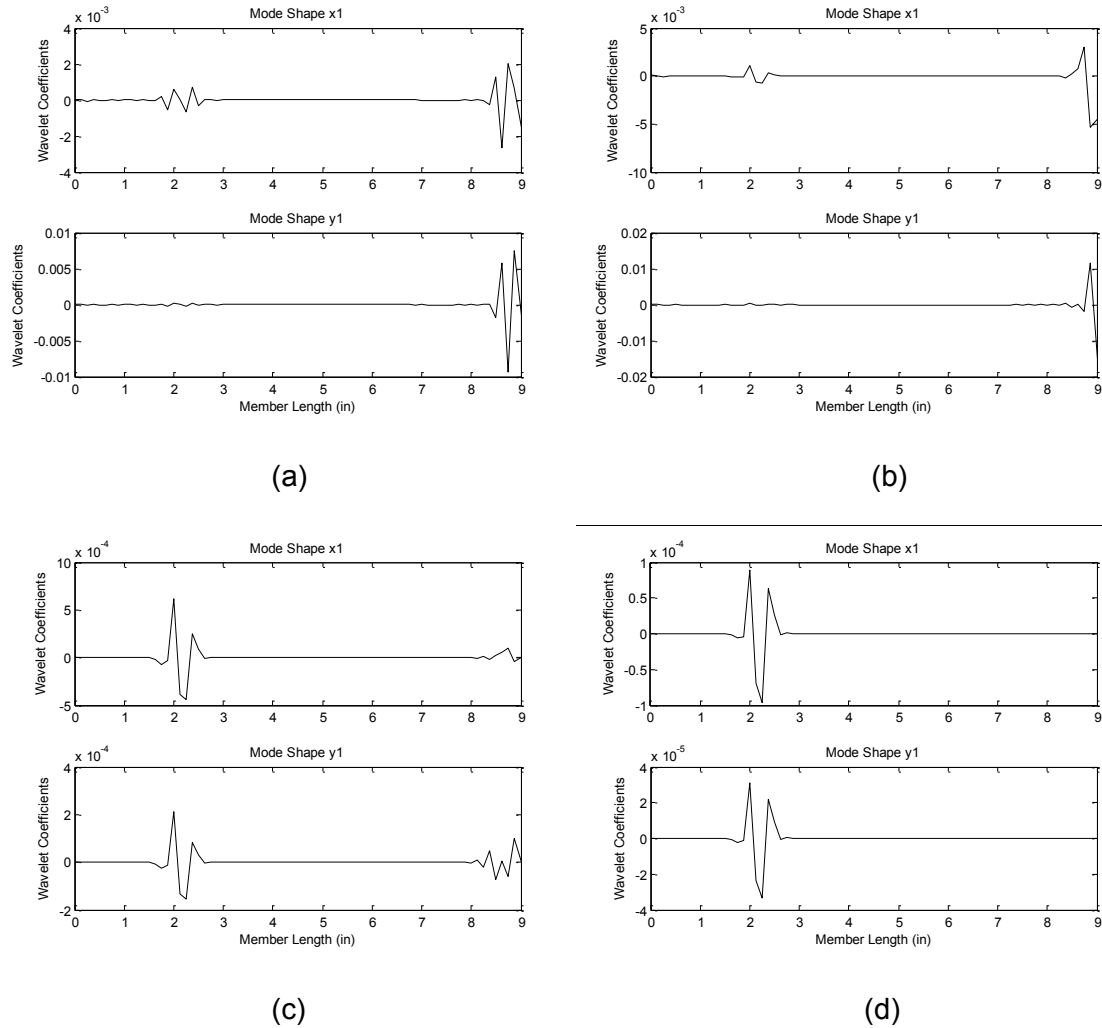 Mode Shape x1
x 10-3
4
2
0
-2
-4
0 1 2 3 4 5 6 7 8 9
Wavelet Coefficients
Mode Shape y1
0.01
0.005
0
-0.005
-0.01
0 1 2 3 4 5 6 7 8 9
Wavelet Coefficients
Member Length (in)
(a)
Mode Shape x1
x 10-3
5
0
-5
-10
0 1 2 3 4 5 6 7 8 9
Wavelet Coefficients
Mode Shape y1
0.02
0.01
0
-0.01
-0.02
0 1 2 3 4 5 6 7 8 9
Wavelet Coefficients
Member Length (in)
(b)
Mode Shape x1
x 10-4
10
5
0
-5
0 1 2 3 4 5 6 7 8 9
Wavelet Coefficients
Mode Shape y1
x 10-4
4
2
0
-2
0 1 2 3 4 5 6 7 8 9
Wavelet Coefficients
Member Length (in)
(c)
Mode Shape x1
x 10-4
1
0.5
0
-0.5
-1
0 1 2 3 4 5 6 7 8 9
Wavelet Coefficients
Mode Shape y1
x 10-5
4
2
0
-2
-4
0 1 2 3 4 5 6 7 8 9
Wavelet Coefficients
Member Length (in)
(d)